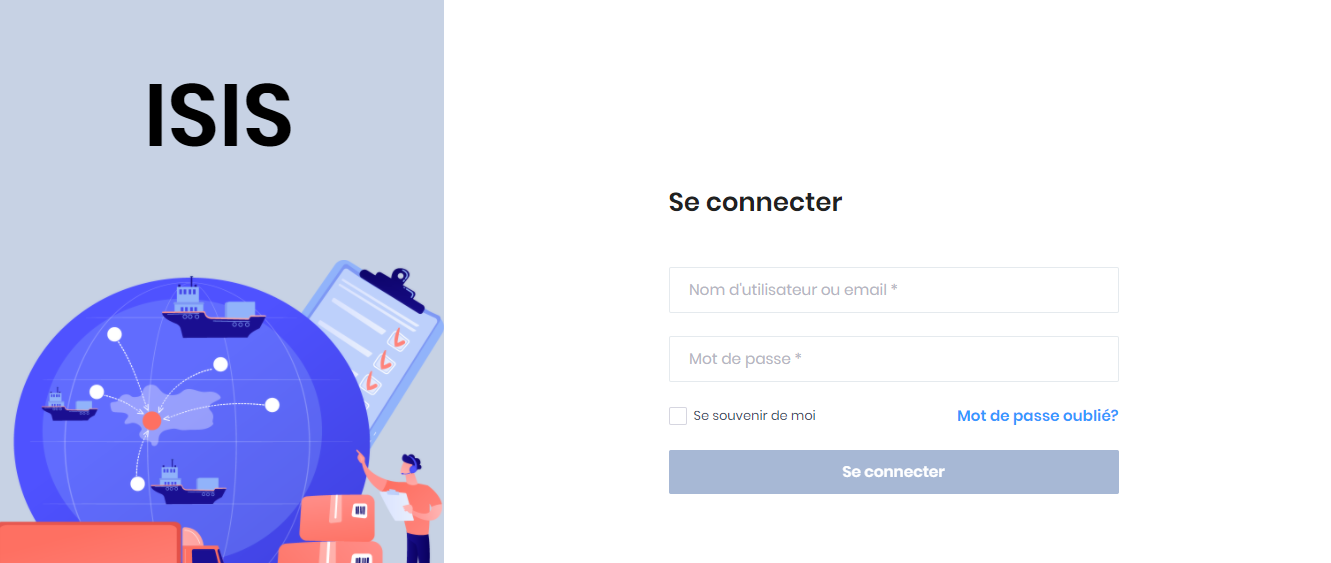 ISIS
Se connecter
Nom d'utilisateur ou email *
Mot de passe *
Se souvenir de moi
Mot de passe oublié?
Se connecter